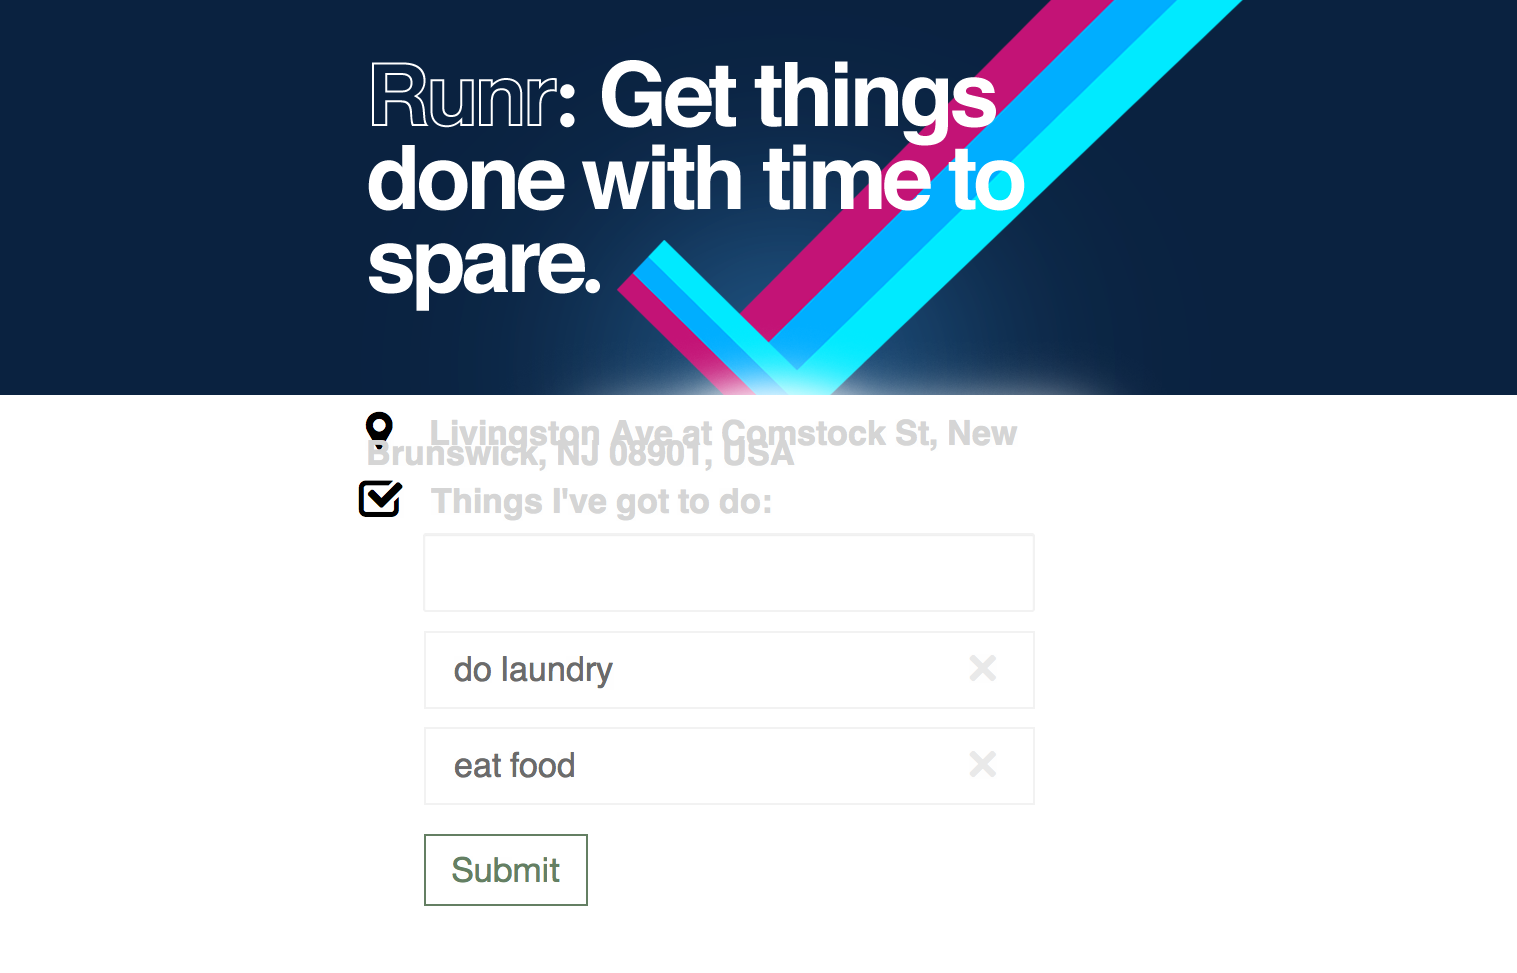 Runr: Get things
done with time to
spare.
Livingston Ave at Comstock St, New
Brunswick, NJ 08901, USA
Things I've got to do:
do laundry
eat food
Submit